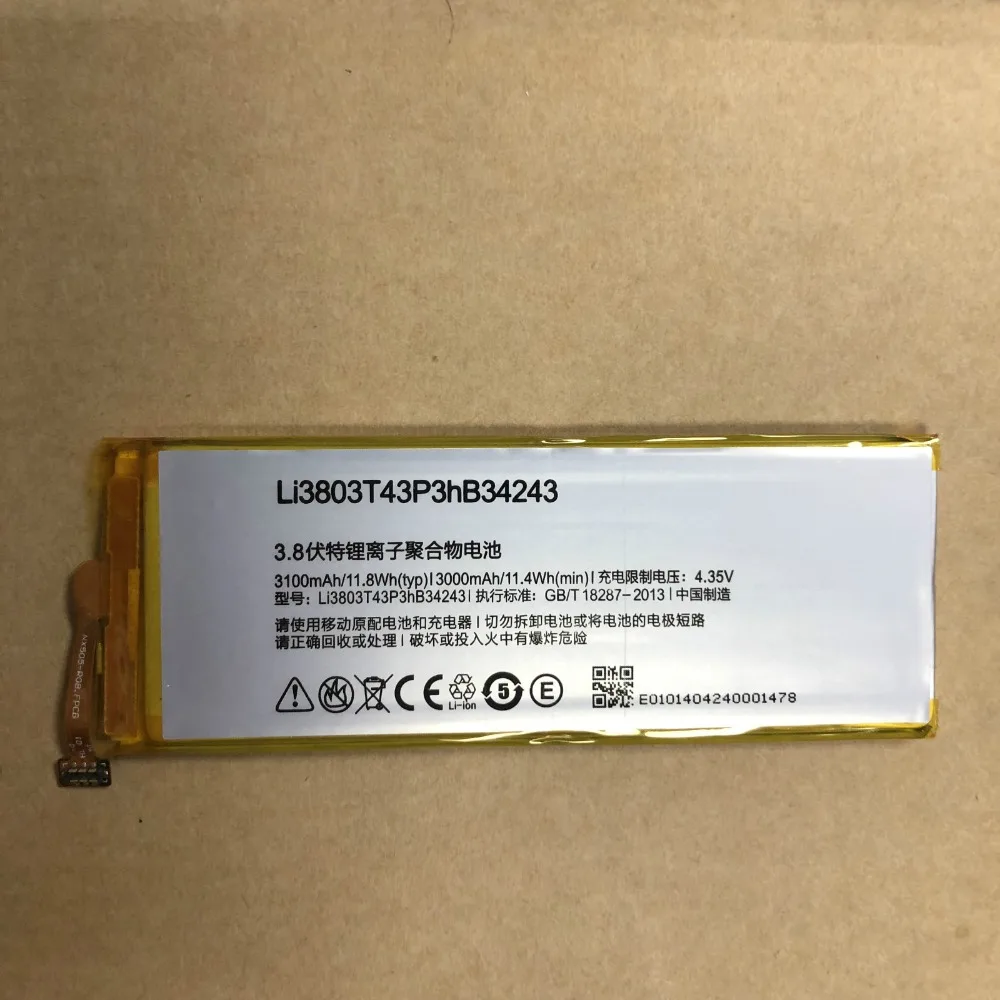 Li3803T43P3hB34243
3.8伏特锂离子聚合物电池
3100mAh/11.8Wh(typ)|3000mAh/11.4Wh(min)|充电限制电压：4.35V
型号：Li3803T43P3hB34243|执行标准：GB/T 18287-2013|中国制造
请使用移动原配电池和充电器|切勿拆卸电池或将电池的电极短路
请正确回收或处理|破坏或投入火中有爆炸危险
CE
Li-ion
5
E
E0101404240001478
NX505-RGB.FPCB